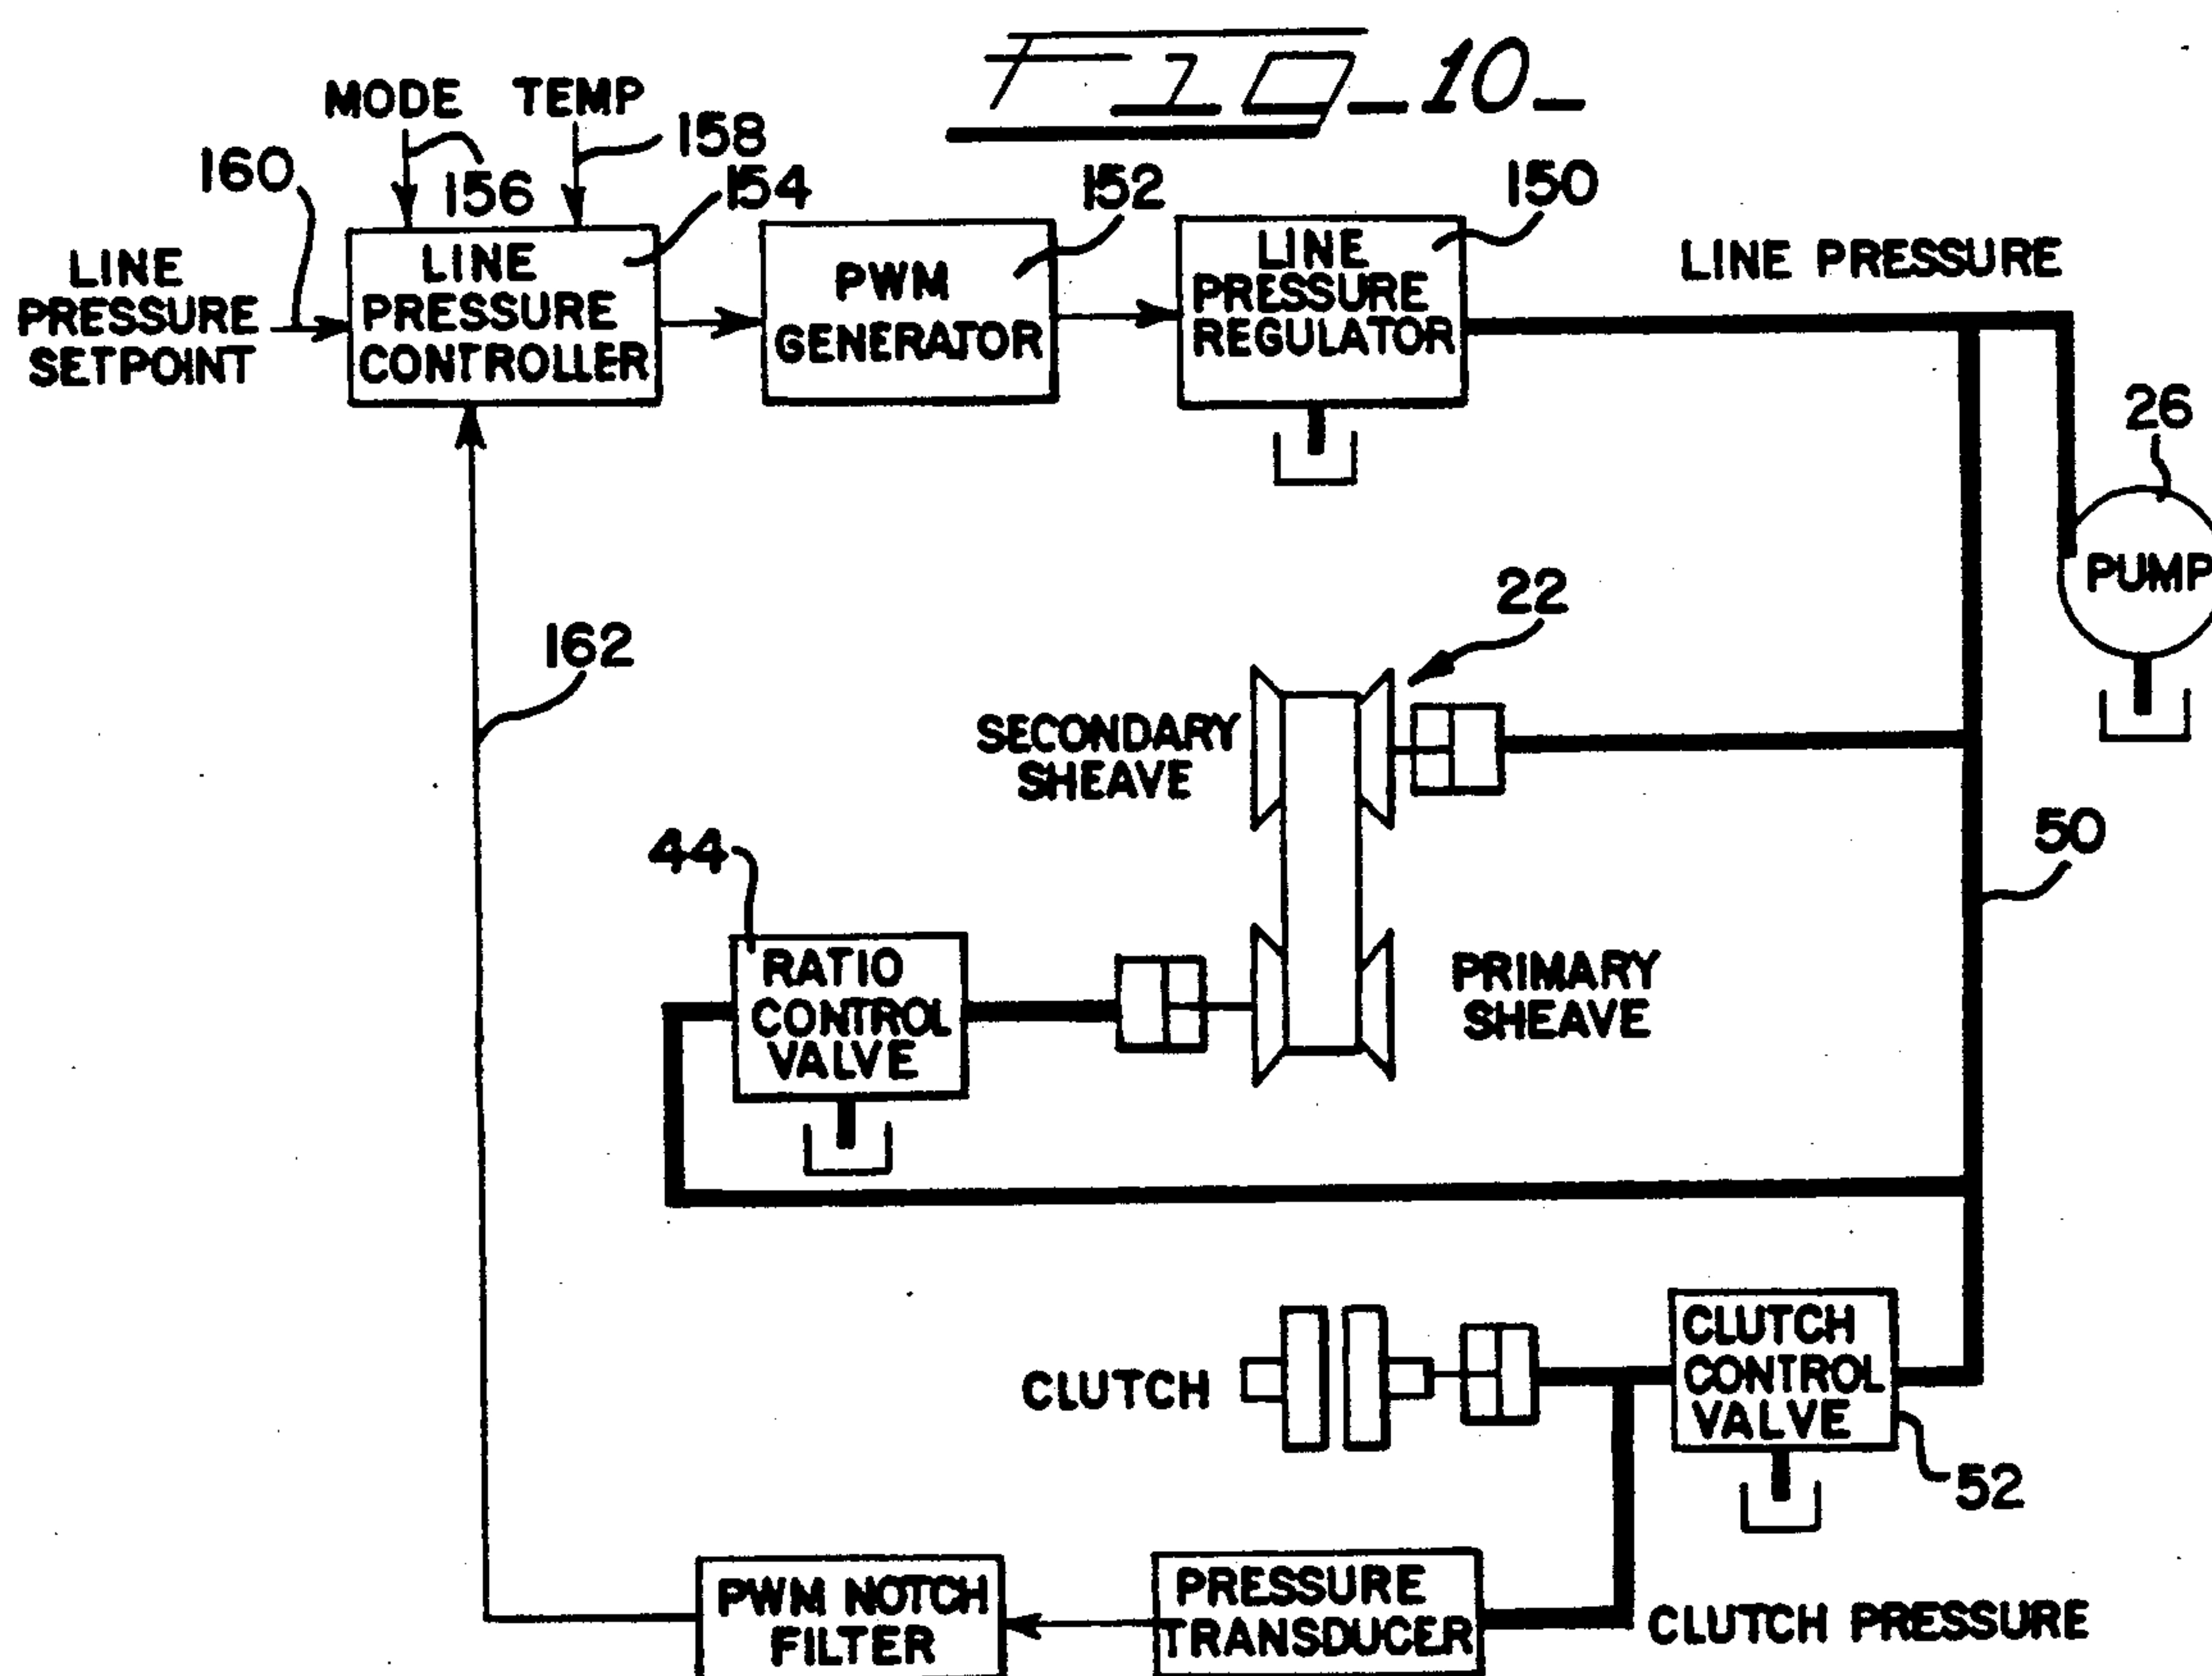 FIG_10_
MODE TEMP
158
160
156
154
152
150
LINE
PRESSURE
SETPOINT
LINE
PRESSURE
CONTROLLER
PWM
GENERATOR
LINE
PRESSURE
REGULATOR
LINE PRESSURE
26
PUMP
22
162
SECONDARY
SHEAVE
50
44
RATIO
CONTROL
VALVE
PRIMARY
SHEAVE
CLUTCH
CLUTCH
CONTROL
VALVE
52
PWM NOTCH
FILTER
PRESSURE
TRANSDUCER
CLUTCH PRESSURE